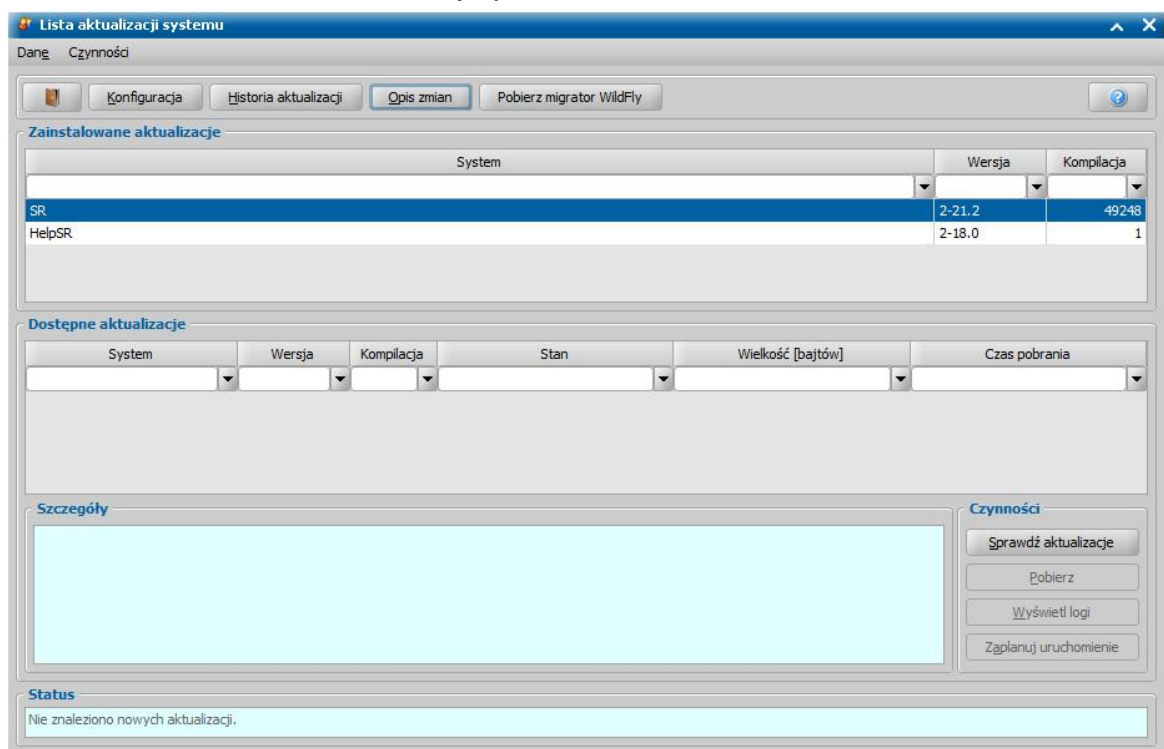 Lista aktualizacji systemu
Dane Czynności
Konfiguracja Historia aktualizacji Opis zmian Pobierz migrator WildFly
Zainstalowane aktualizacje
System Wersja Kompilacja
SR 2-21.2 49248
HelpSR 2-18.0 1
Dostępne aktualizacje
System Wersja Kompilacja Stan Wielkość [bajtów] Czas pobrania
Szczegóły Czynności
Sprawdź aktualizacje
Pobierz
Wyświetl logi
Zaplanuj uruchomienie
Status
Nie znaleziono nowych aktualizacji.